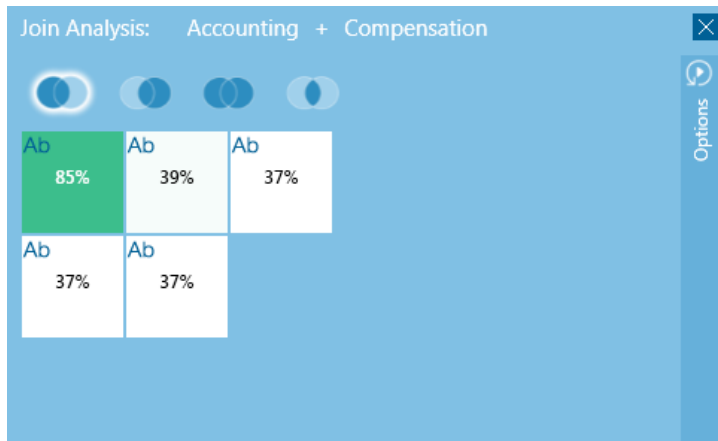 Join Analysis: Accounting + Compensation
Options
Ab Ab Ab
85% 39% 37%
Ab Ab
37% 37%